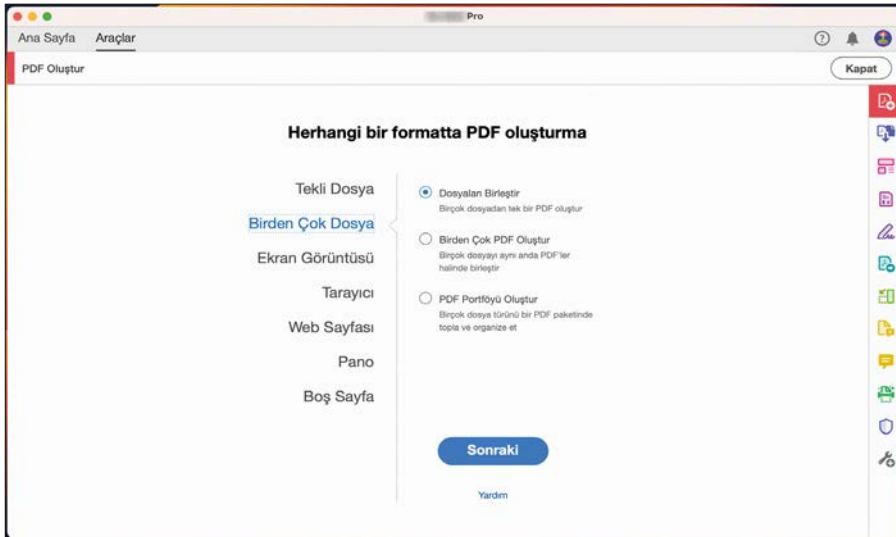 Pro
Ana Sayfa Araçlar
PDF Oluştur
Kapat
Herhangi bir formatta PDF oluşturma
Tekli Dosya
Birden Çok Dosya
Ekran Görüntüsü
Tarayıcı
Web Sayfası
Pano
Boş Sayfa
Dosyaları Birleştir
Birçok dosyadan tek bir PDF oluştur
Birden Çok PDF Oluştur
Birçok dosyayı aynı anda PDF'ler
halinde birleştir
PDF Portföyü Oluştur
Birçok dosya türünü bir PDF paketinde
topla ve organize et
Sonraki
Yardım